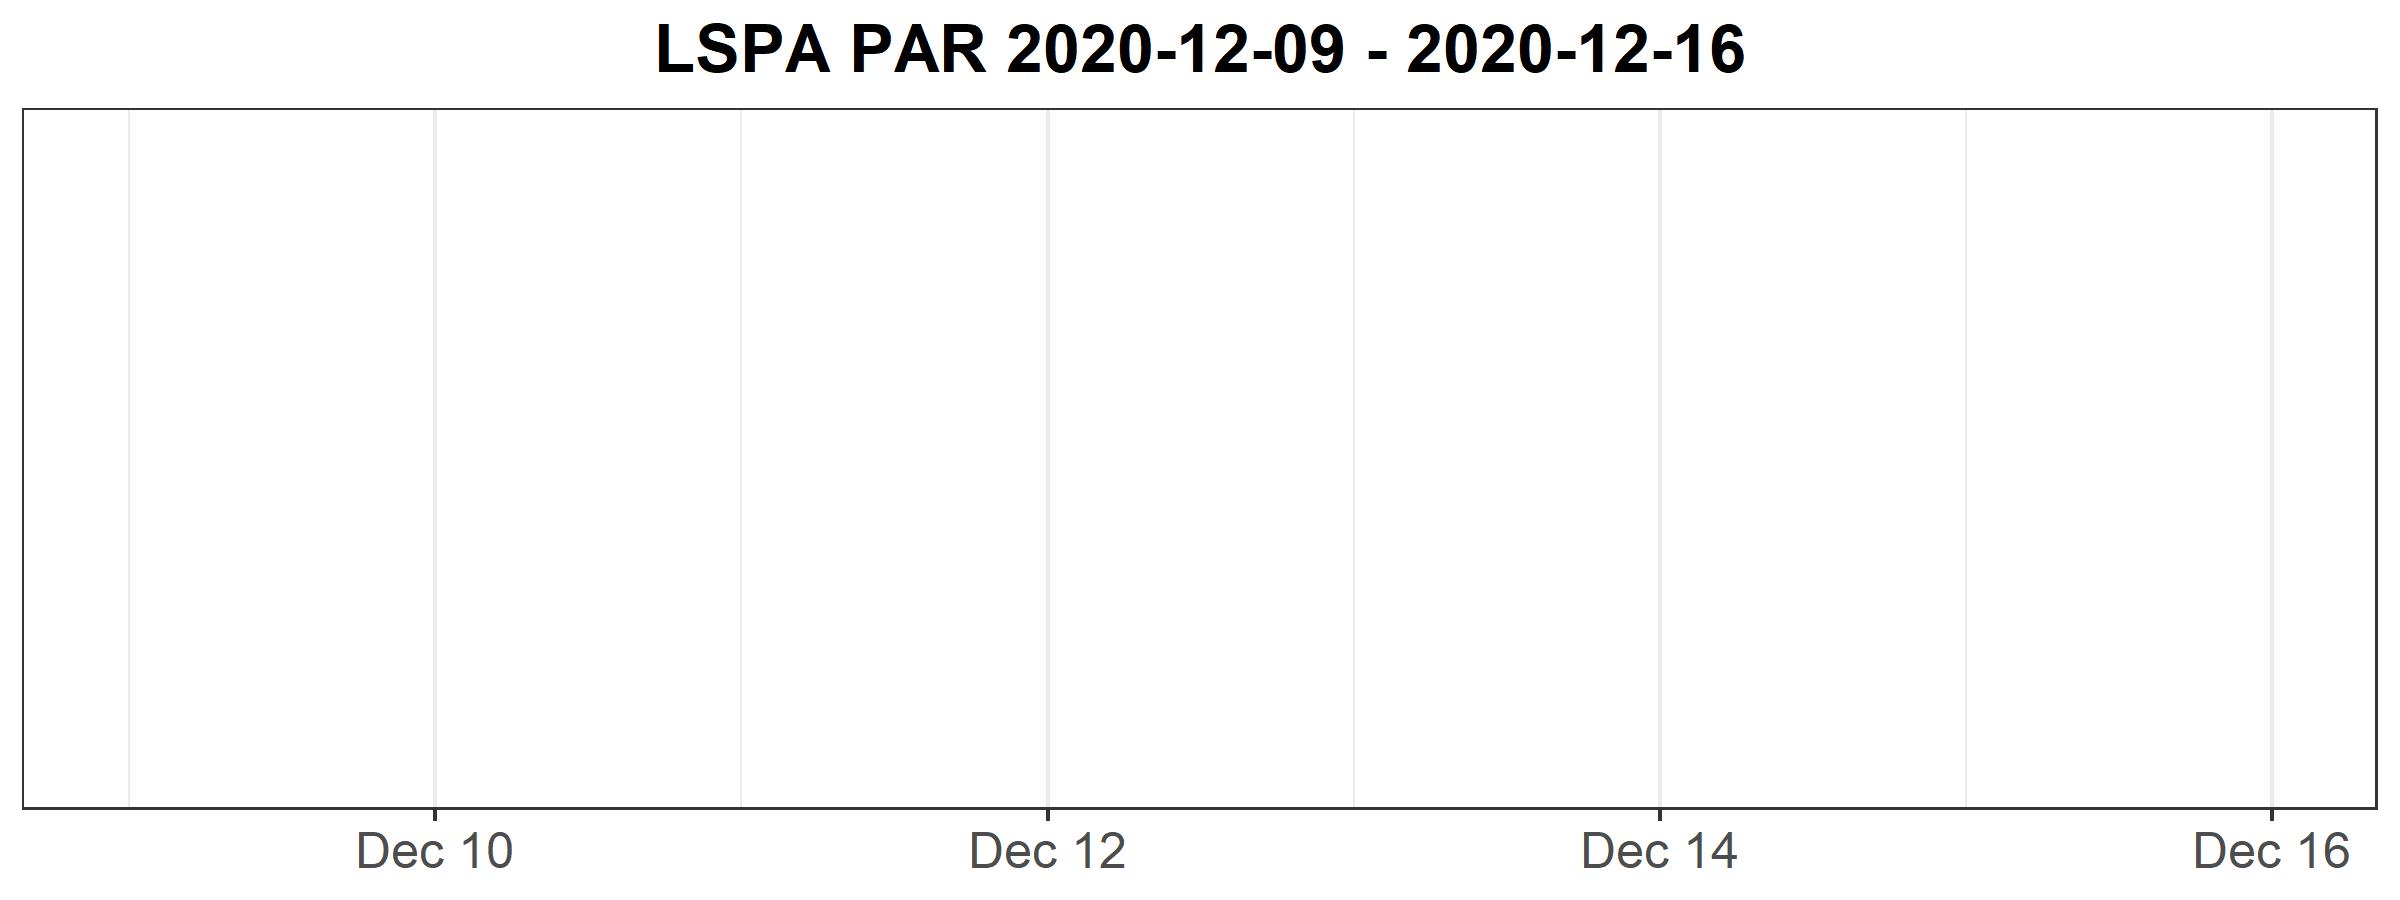 LSPA PAR 2020-12-09 - 2020-12-16
Dec 10 Dec 12 Dec 14 Dec 16